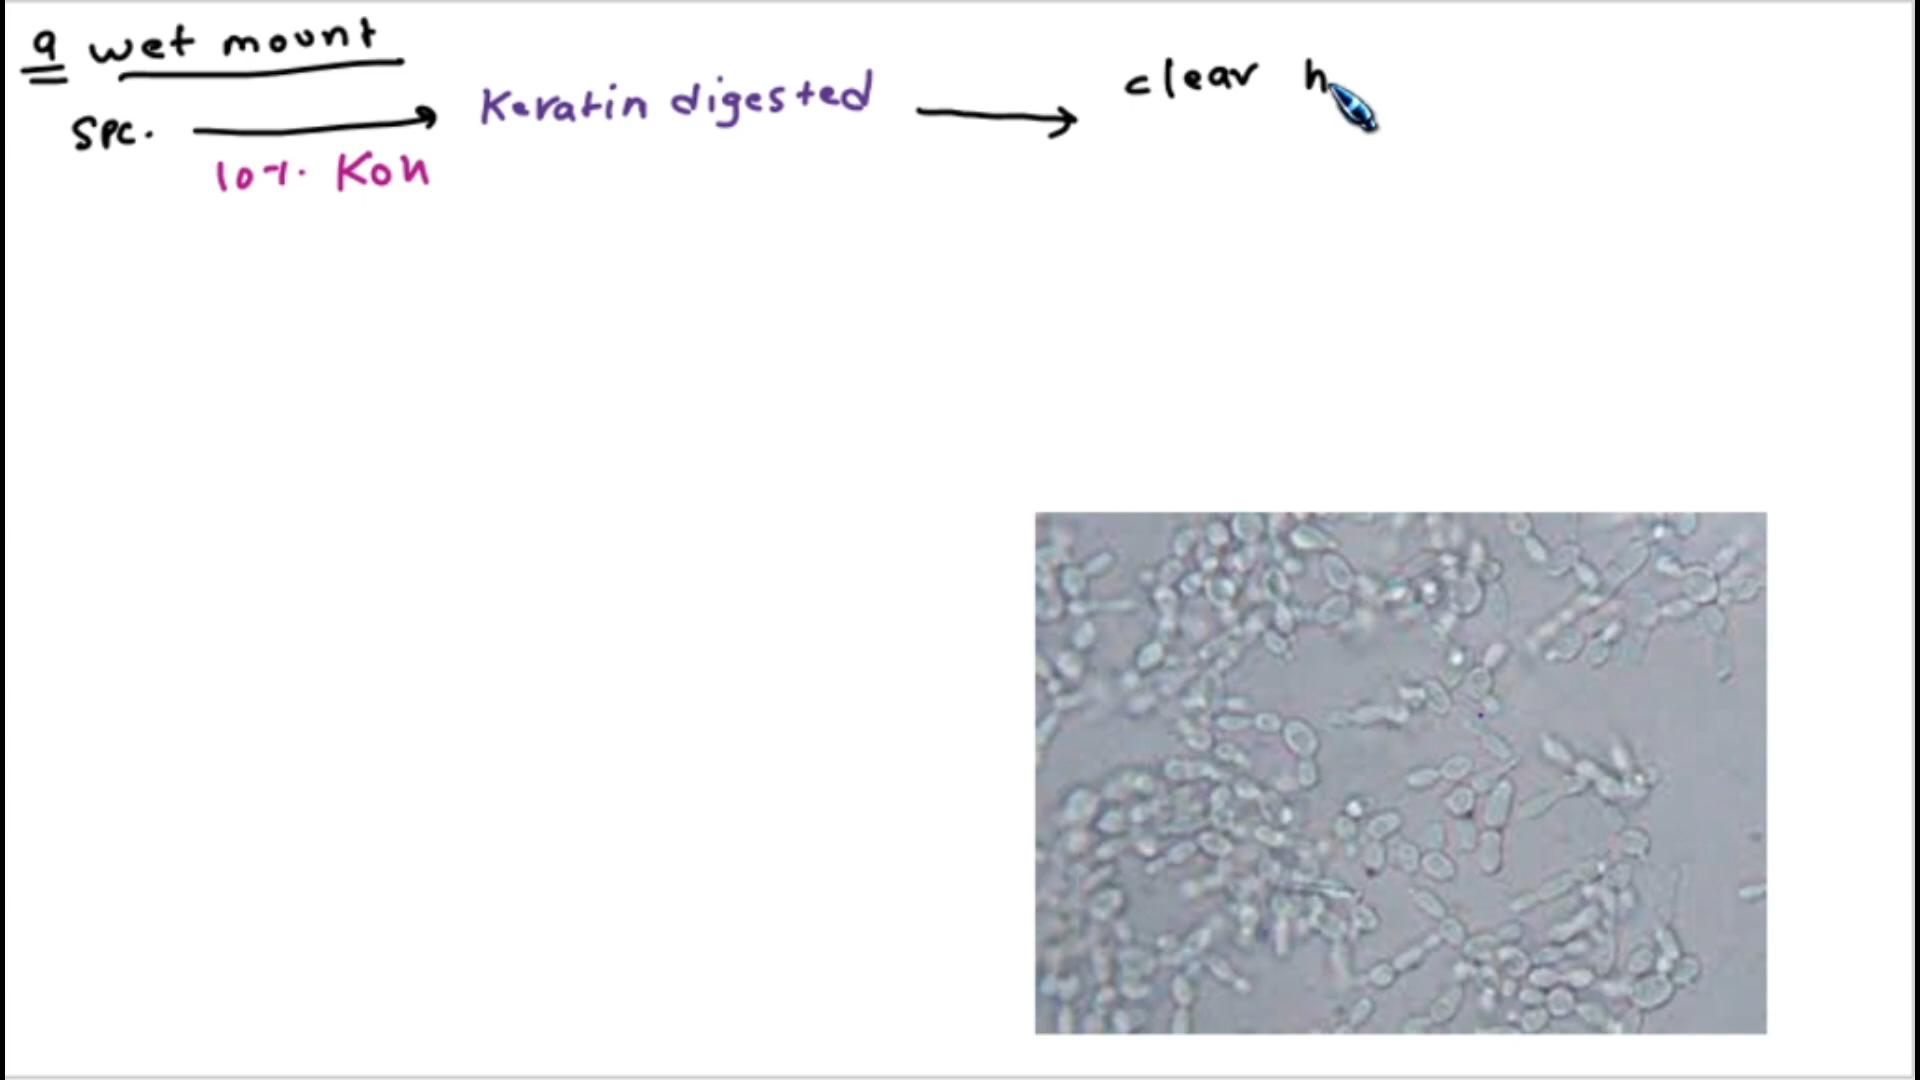 a wet mount
Spc. → Keratin digested → clear h
10%. KOH